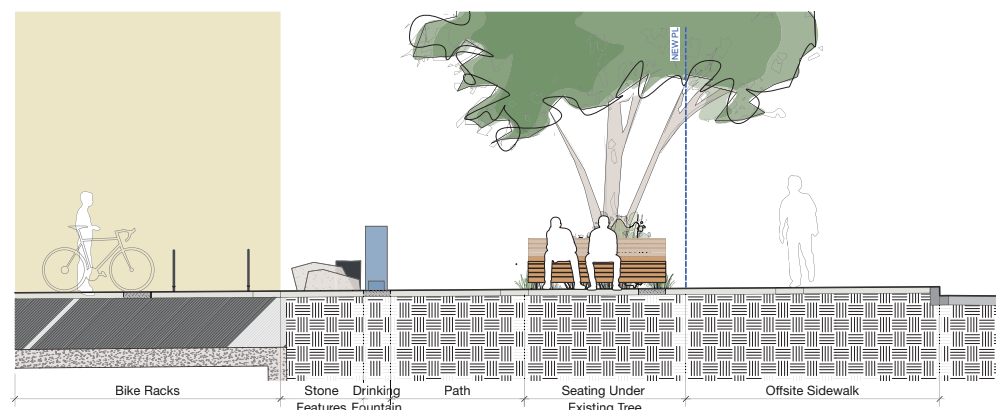 NEW PL
Bike Racks
Stone
Features
Drinking
Fountain
Path
Seating Under
Existing Tree
Offsite Sidewalk